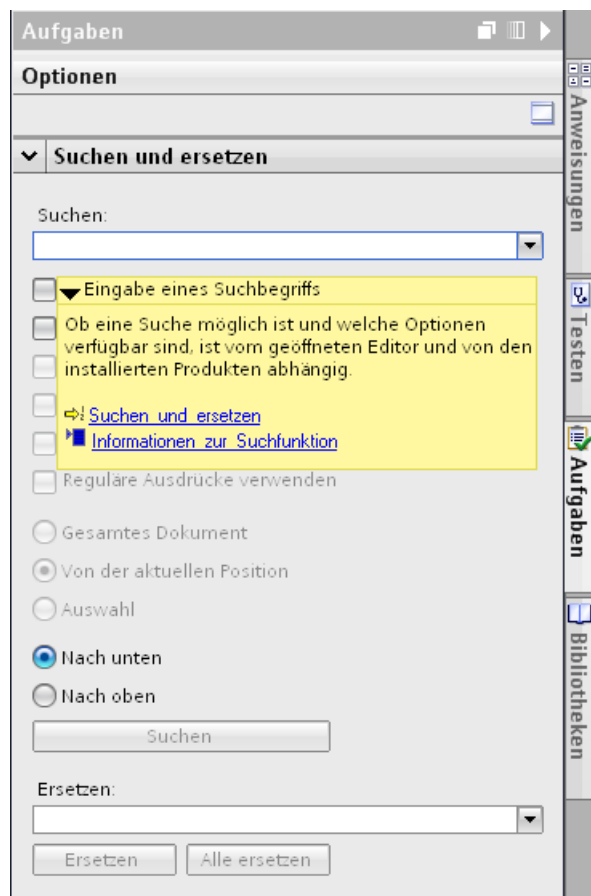 Aufgaben
Optionen
Suchen und ersetzen
Suchen:
Eingabe eines Suchbegriffs
Ob eine Suche möglich ist und welche Optionen
verfügbar sind, ist vom geöffneten Editor und von den
installierten Produkten abhängig.
Suchen und ersetzen
Informationen zur Suchfunktion
Reguläre Ausdrücke verwenden
Gesamtes Dokument
Von der aktuellen Position
Auswahl
Nach unten
Nach oben
Suchen
Ersetzen:
Ersetzen
Alle ersetzen
Anweisungen
Testen
Aufgaben
Bibliotheken